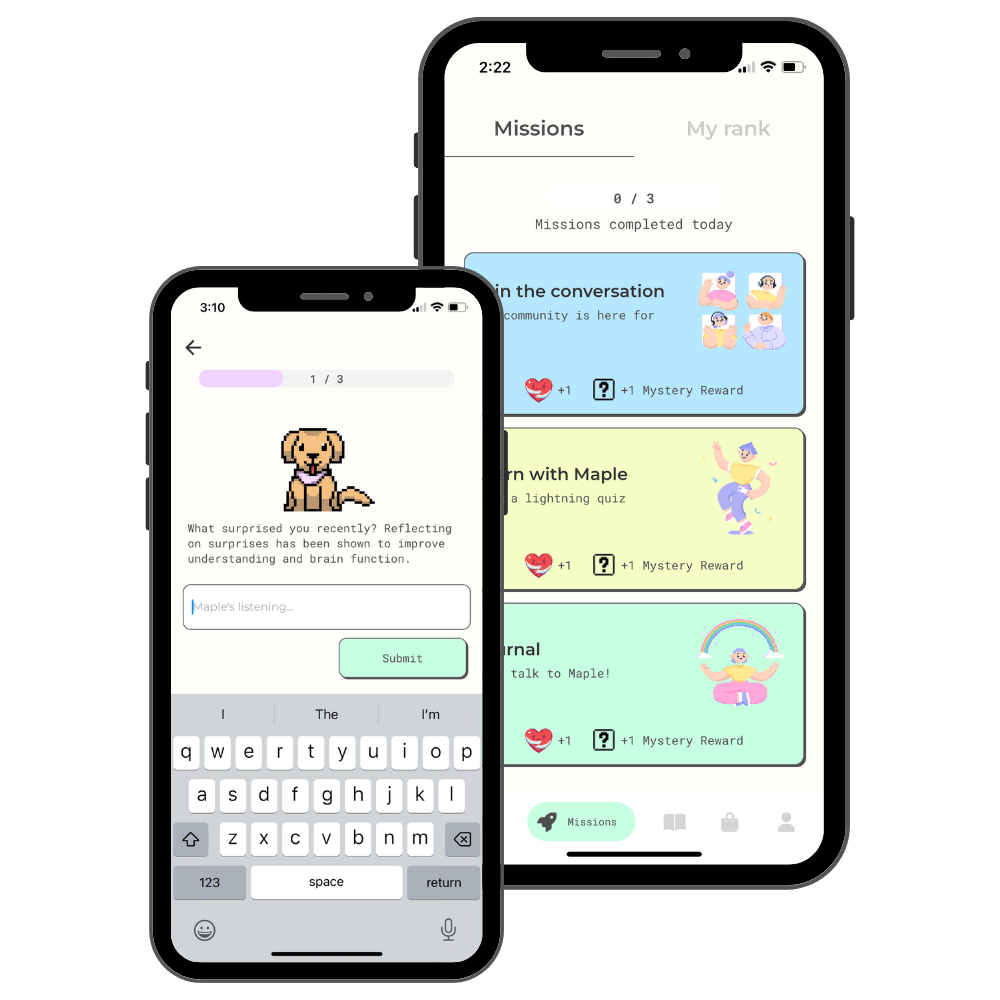 2:22
Missions
My rank
0 / 3
Missions completed today
in the conversation
community is here for
+1
? +1 Mystery Reward
rn with Maple
a lightning quiz
+1
? +1 Mystery Reward
rnal
talk to Maple!
+1
? +1 Mystery Reward
Missions
3:10
1 / 3
What surprised you recently? Reflecting
on surprises has been shown to improve
understanding and brain function.
Maple's listening...
Submit
I
The
I'm
q w e r t y u i o p
a s d f g h j k l
z x c v b n m
123
space
return